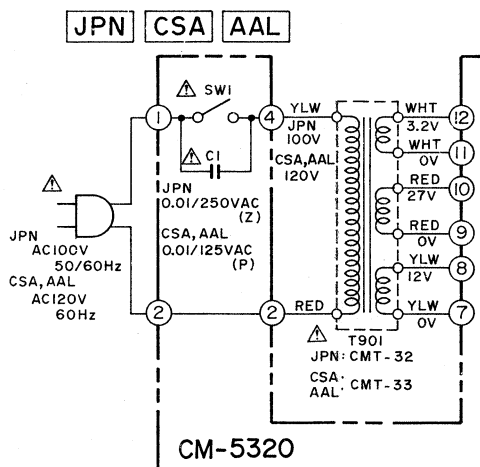 JPN CSA AAL
SW1
1
4
YLW
JPN
100V
CSA,AAL
120V
WHT
3.2V
12
WHT
0V
11
RED
27V
10
RED
0V
9
YLW
12V
8
YLW
0V
7
C1
JPN
0.01/250VAC
(Z)
CSA, AAL
0.01/125VAC
(P)
JPN
AC100V
50/60Hz
CSA, AAL
AC120V
60Hz
2
2
RED
T901
JPN: CMT-32
CSA·
AAL· CMT-33
CM-5320